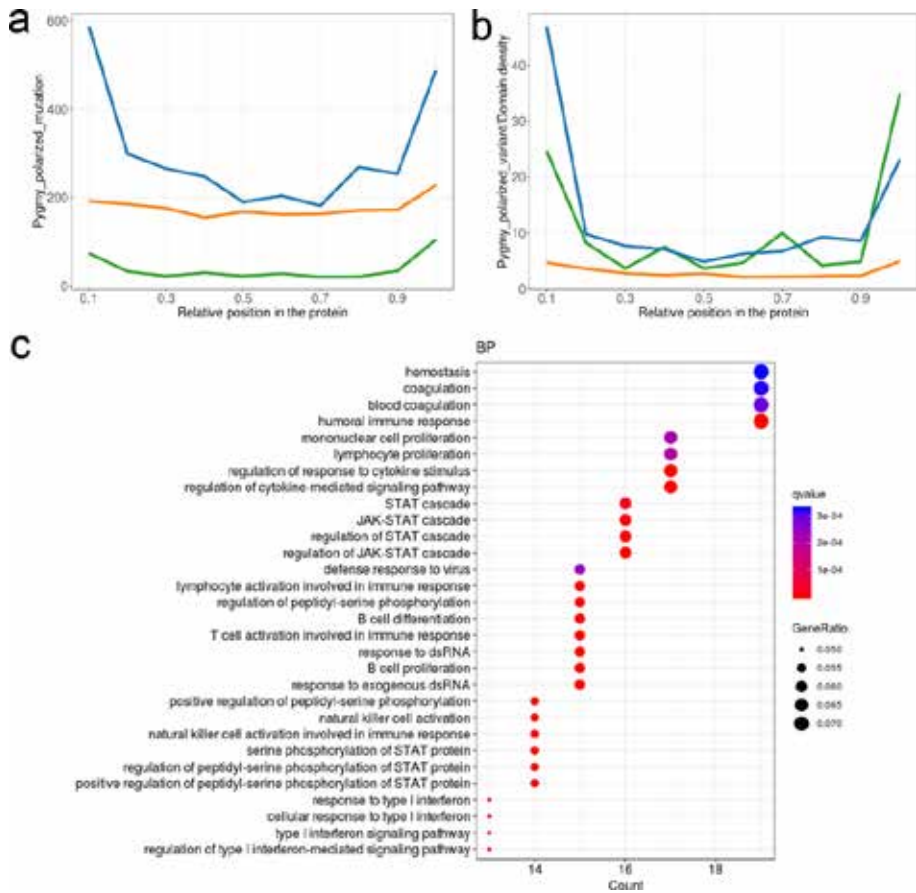 a
Pygmy_polarized_mutation
600
400
200
0
0.1 0.3 0.5 0.7 0.9
Relative position in the protein
b
Pygmy_polarized_variant/Domain density
40
30
20
10
0
0.1 0.3 0.5 0.7 0.9
Relative position in the protein
c
BP
hemostasis
coagulation
blood coagulation
humoral immune response
mononuclear cell proliferation
lymphocyte proliferation
regulation of response to cytokine stimulus
regulation of cytokine-mediated signaling pathway
STAT cascade
JAK-STAT cascade
regulation of STAT cascade
regulation of JAK-STAT cascade
defense response to virus
lymphocyte activation involved in immune response
regulation of peptidyl-serine phosphorylation
B cell differentiation
T cell activation involved in immune response
response to dsRNA
B cell proliferation
response to exogenous dsRNA
positive regulation of peptidyl-serine phosphorylation
natural killer cell activation
natural killer cell activation involved in immune response
serine phosphorylation of STAT protein
regulation of peptidyl-serine phosphorylation of STAT protein
positive regulation of peptidyl-serine phosphorylation of STAT protein
response to type I interferon
cellular response to type I interferon
type I interferon signaling pathway
regulation of type I interferon-mediated signaling pathway
14 16 18
Count
qvalue
3e-04
2e-04
1e-04
GeneRatio
0.050
0.055
0.060
0.065
0.070